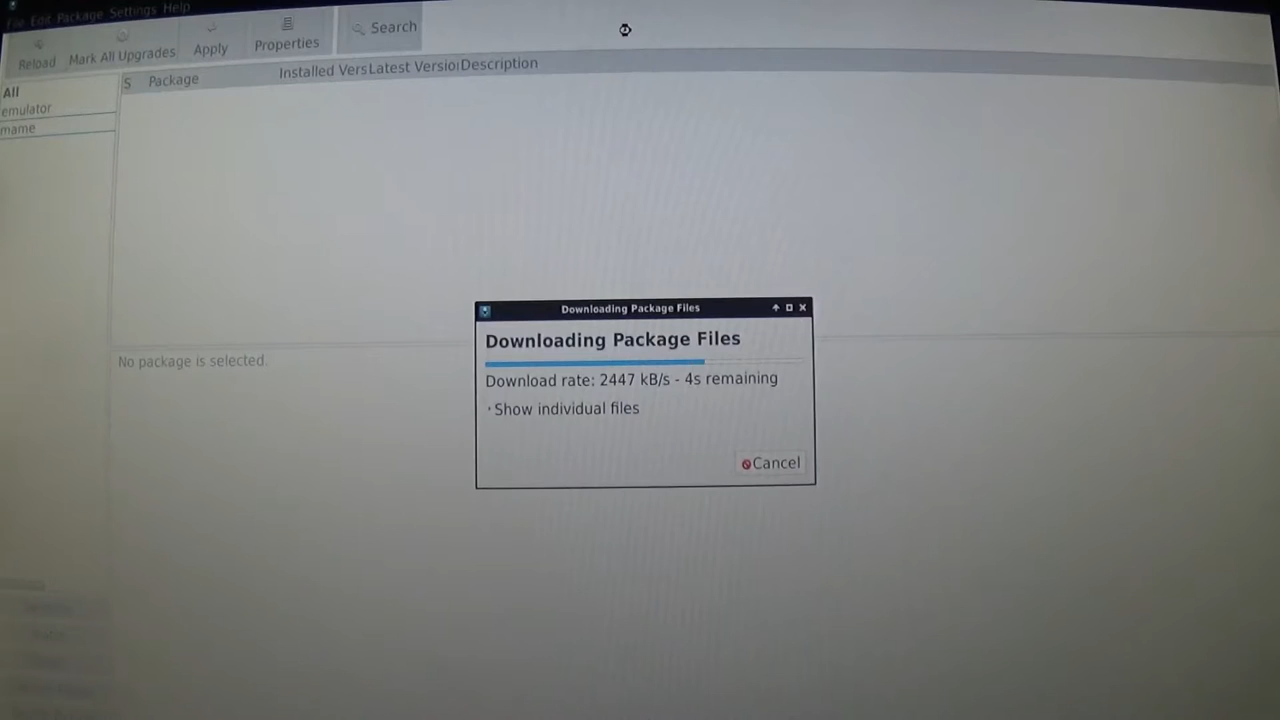 File Edit Package Settings Help
Reload Mark All Upgrades Apply Properties Search
S Package Installed Vers Latest Versio Description
All
emulator
mame
No package is selected.
Downloading Package Files
Downloading Package Files
Download rate: 2447 kB/s - 4s remaining
Show individual files
Cancel